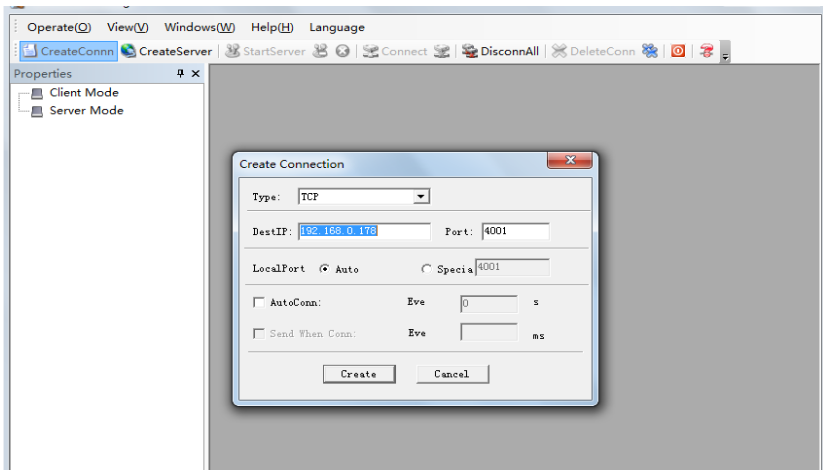 Operate(O) View(V) Windows(W) Help(H) Language
CreateConnn CreateServer StartServer Connect DisconnAll DeleteConn
Properties
Client Mode
Server Mode
Create Connection
Type: TCP
DestIP: 192.168.0.178 Port: 4001
LocalPort Auto Specia 4001
AutoConn: Eve 0 s
Send When Conn: Eve ms
Create Cancel